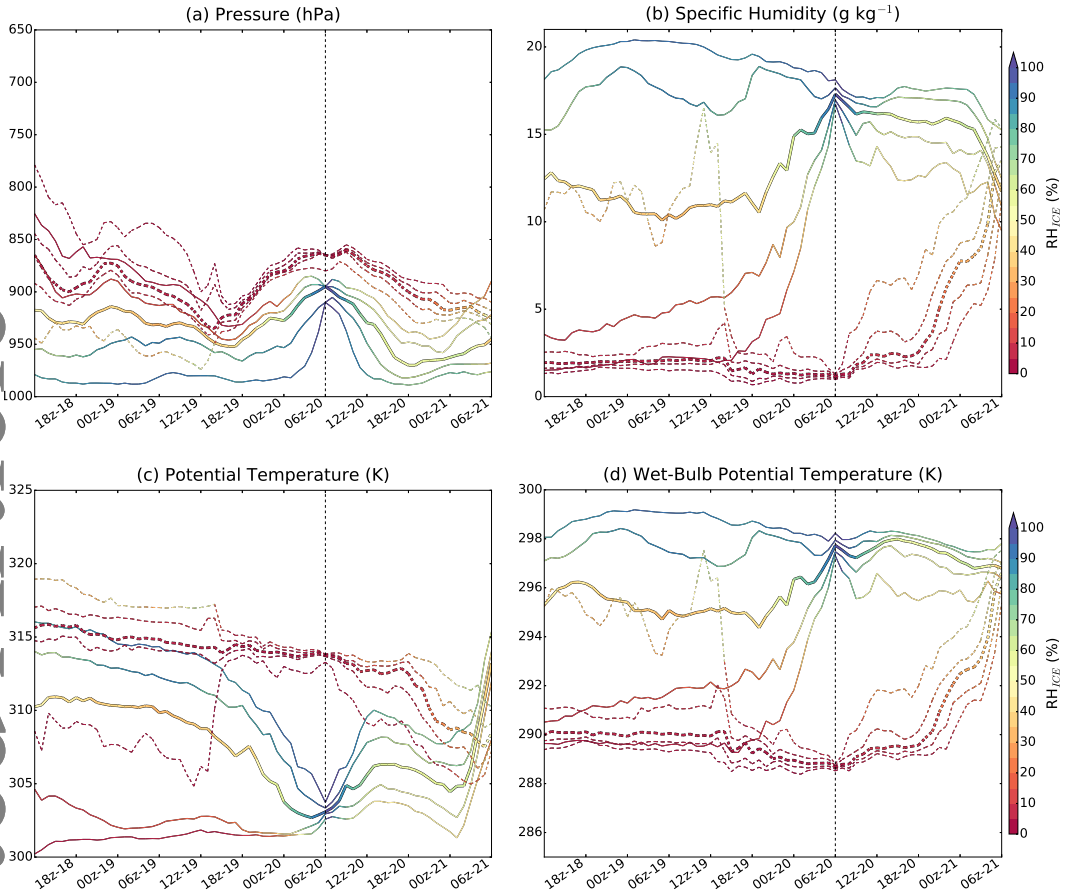 (a) Pressure (hPa)
650
700
750
800
850
900
950
1000
18z-18
00z-19
06z-19
12z-19
18z-19
00z-20
06z-20
12z-20
18z-20
00z-21
06z-21
(b) Specific Humidity (g kg⁻¹)
20
15
10
5
0
18z-18
00z-19
06z-19
12z-19
18z-19
00z-20
06z-20
12z-20
18z-20
00z-21
06z-21
100
90
80
70
60
50
40
30
20
10
0
RH_ICE (%)
(c) Potential Temperature (K)
325
320
315
310
305
300
18z-18
00z-19
06z-19
12z-19
18z-19
00z-20
06z-20
12z-20
18z-20
00z-21
06z-21
(d) Wet-Bulb Potential Temperature (K)
300
298
296
294
292
290
288
286
18z-18
00z-19
06z-19
12z-19
18z-19
00z-20
06z-20
12z-20
18z-20
00z-21
06z-21
100
90
80
70
60
50
40
30
20
10
0
RH_ICE (%)